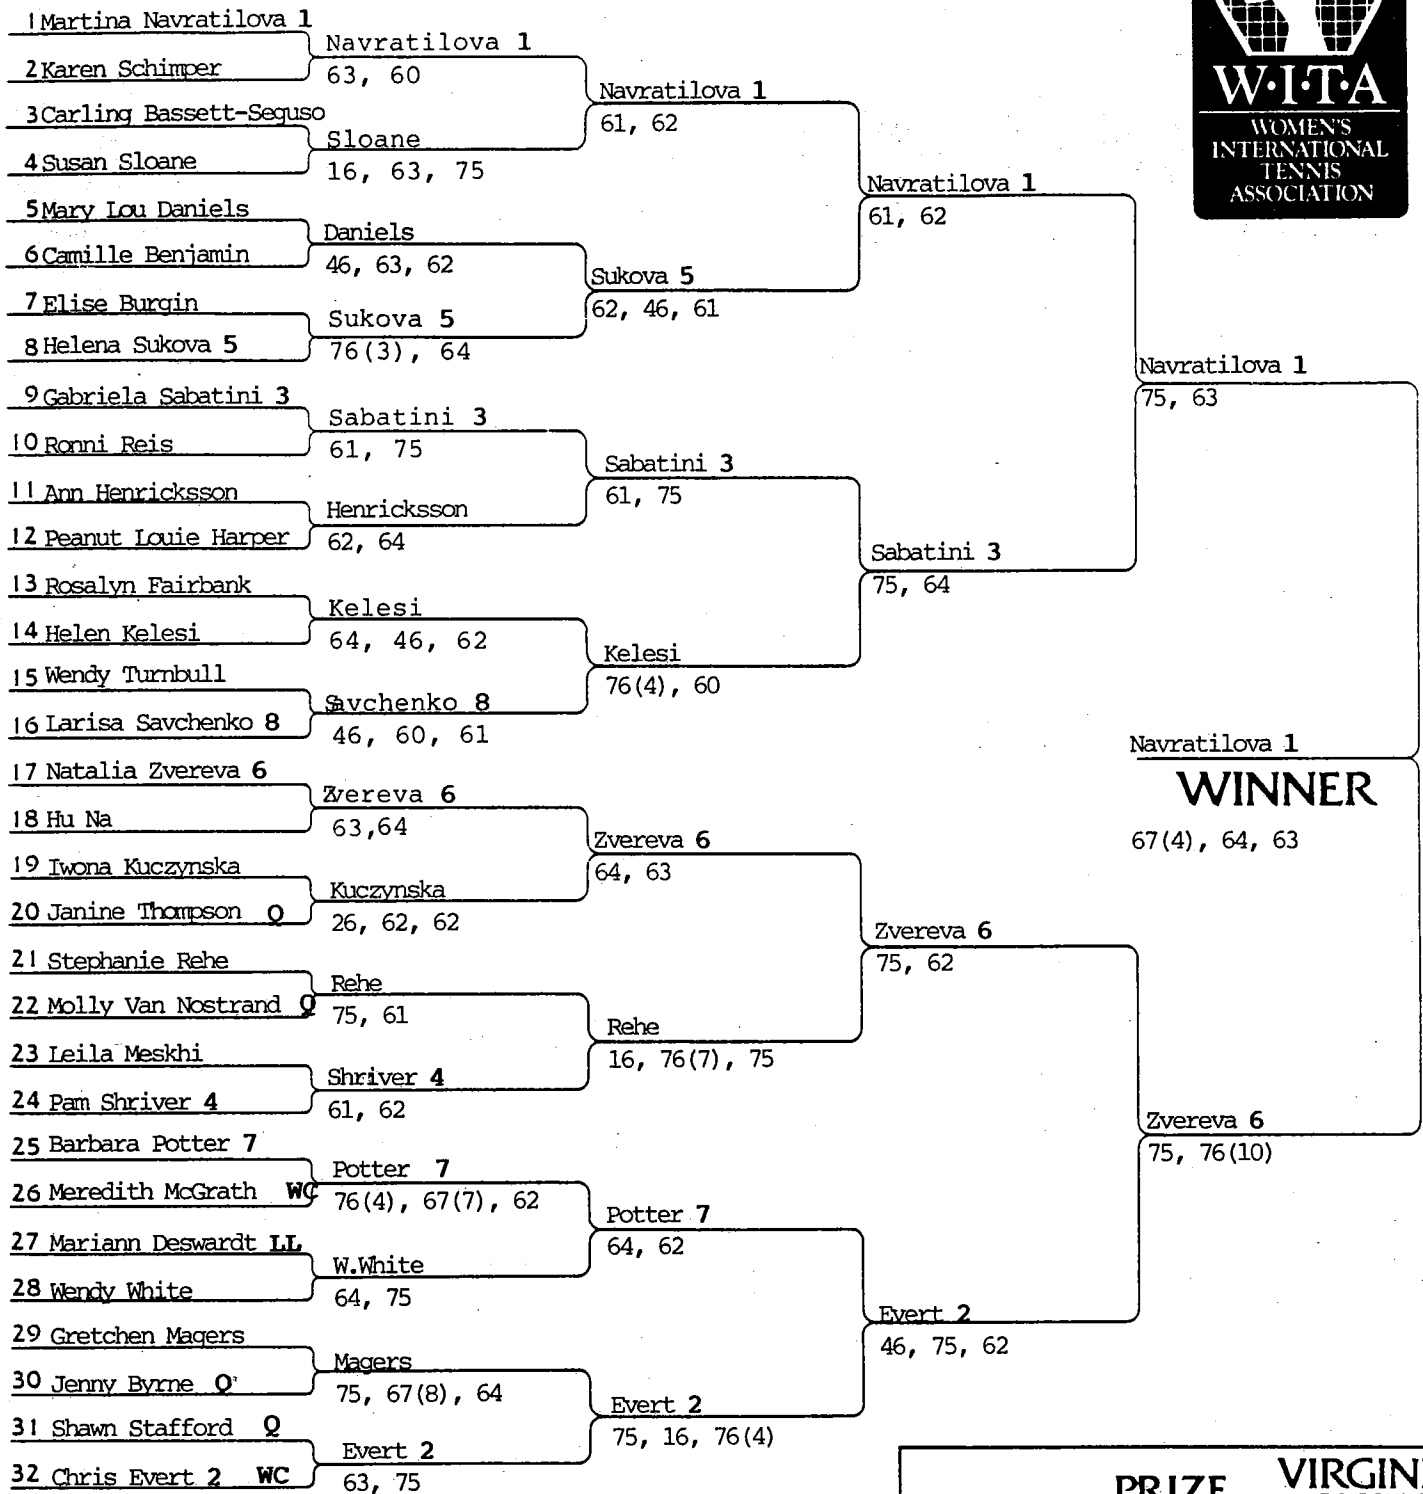 1 Martina Navratilova 1
2 Karen Schimper
3 Carling Bassett-Seguso
4 Susan Sloane
5 Mary Lou Daniels
6 Camille Benjamin
7 Elise Burgin
8 Helena Sukova 5
9 Gabriela Sabatini 3
10 Ronni Reis
11 Ann Henricksson
12 Peanut Louie Harper
13 Rosalyn Fairbank
14 Helen Kelesi
15 Wendy Turnbull
16 Larisa Savchenko 8
17 Natalia Zvereva 6
18 Hu Na
19 Iwona Kuczynska
20 Janine Thompson Q
21 Stephanie Rehe
22 Molly Van Nostrand Q
23 Leila Meskhi
24 Pam Shriver 4
25 Barbara Potter 7
26 Meredith McGrath WC
27 Mariann Deswardt LL
28 Wendy White
29 Gretchen Magers
30 Jenny Byrne Q
31 Shawn Stafford Q
32 Chris Evert 2 WC
Navratilova 1
63, 60
Sloane
16, 63, 75
Daniels
46, 63, 62
Sukova 5
76(3), 64
Sabatini 3
61, 75
Henricksson
62, 64
Kelesi
64, 46, 62
Savchenko 8
46, 60, 61
Zvereva 6
63,64
Kuczynska
26, 62, 62
Rehe
75, 61
Shriver 4
61, 62
Potter 7
76(4), 67(7), 62
W.White
64, 75
Magers
75, 67(8), 64
Evert 2
63, 75
Navratilova 1
61, 62
Sukova 5
62, 46, 61
Sabatini 3
61, 75
Kelesi
76(4), 60
Zvereva 6
64, 63
Rehe
16, 76(7), 75
Potter 7
64, 62
Evert 2
75, 16, 76(4)
Navratilova 1
61, 62
Sabatini 3
75, 64
Zvereva 6
75, 62
Evert 2
46, 75, 62
Navratilova 1
75, 63
Zvereva 6
75, 76(10)
Navratilova 1
WINNER
67(4), 64, 63
W·I·T·A
WOMEN'S
INTERNATIONAL
TENNIS
ASSOCIATION
PRIZE
VIRGIN